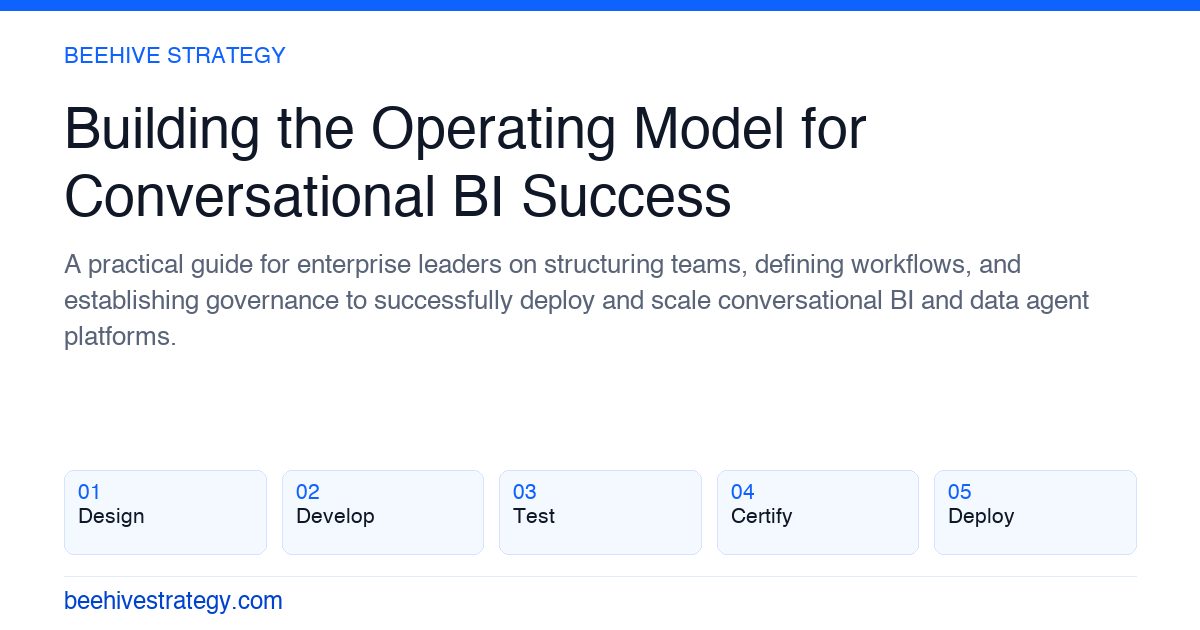 BEEHIVE STRATEGY
Building the Operating Model for
Conversational BI Success
A practical guide for enterprise leaders on structuring teams, defining workflows, and
establishing governance to successfully deploy and scale conversational BI and data agent
platforms.
01
Design
02
Develop
03
Test
04
Certify
05
Deploy
beehivestrategy.com